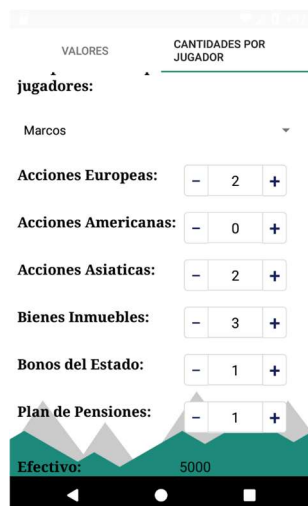 VALORES
CANTIDADES POR
JUGADOR
jugadores:
Marcos
Acciones Europeas:
- 2 +
Acciones Americanas:
- 0 +
Acciones Asiaticas:
- 2 +
Bienes Inmuebles:
- 3 +
Bonos del Estado:
- 1 +
Plan de Pensiones:
- 1 +
Efectivo: 5000